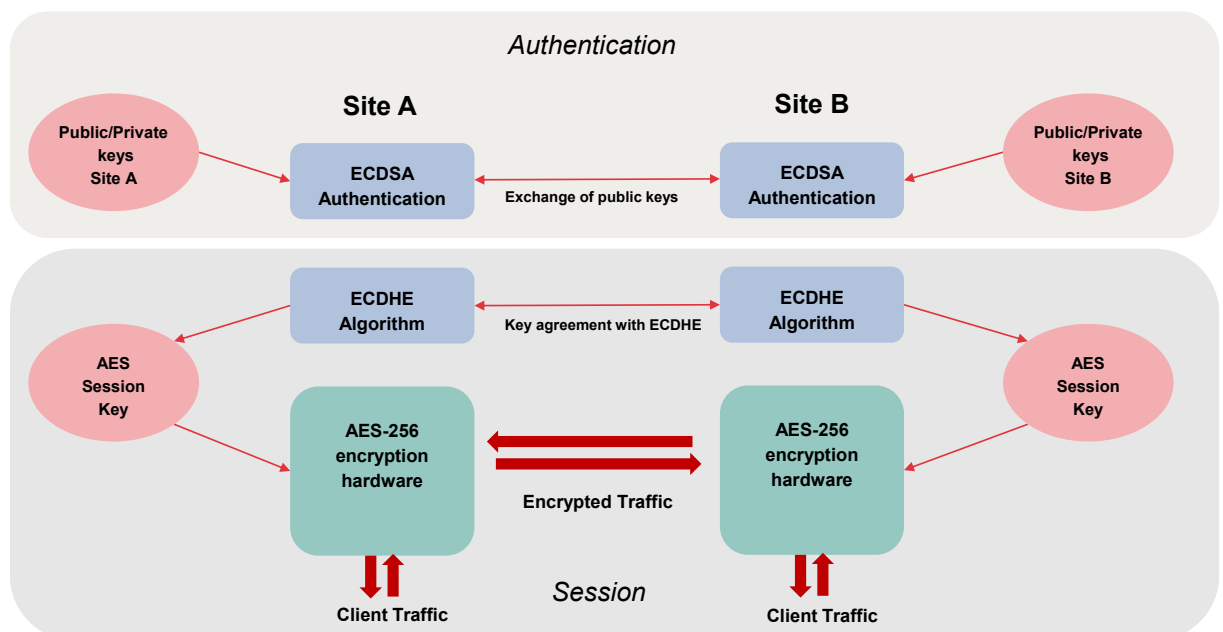 Authentication
Site A
Site B
Public/Private
keys
Site A
ECDSA
Authentication
Exchange of public keys
ECDSA
Authentication
Public/Private
keys
Site B
ECDHE
Algorithm
Key agreement with ECDHE
ECDHE
Algorithm
AES
Session
Key
AES-256
encryption
hardware
Encrypted Traffic
AES-256
encryption
hardware
AES
Session
Key
Client Traffic
Session
Client Traffic